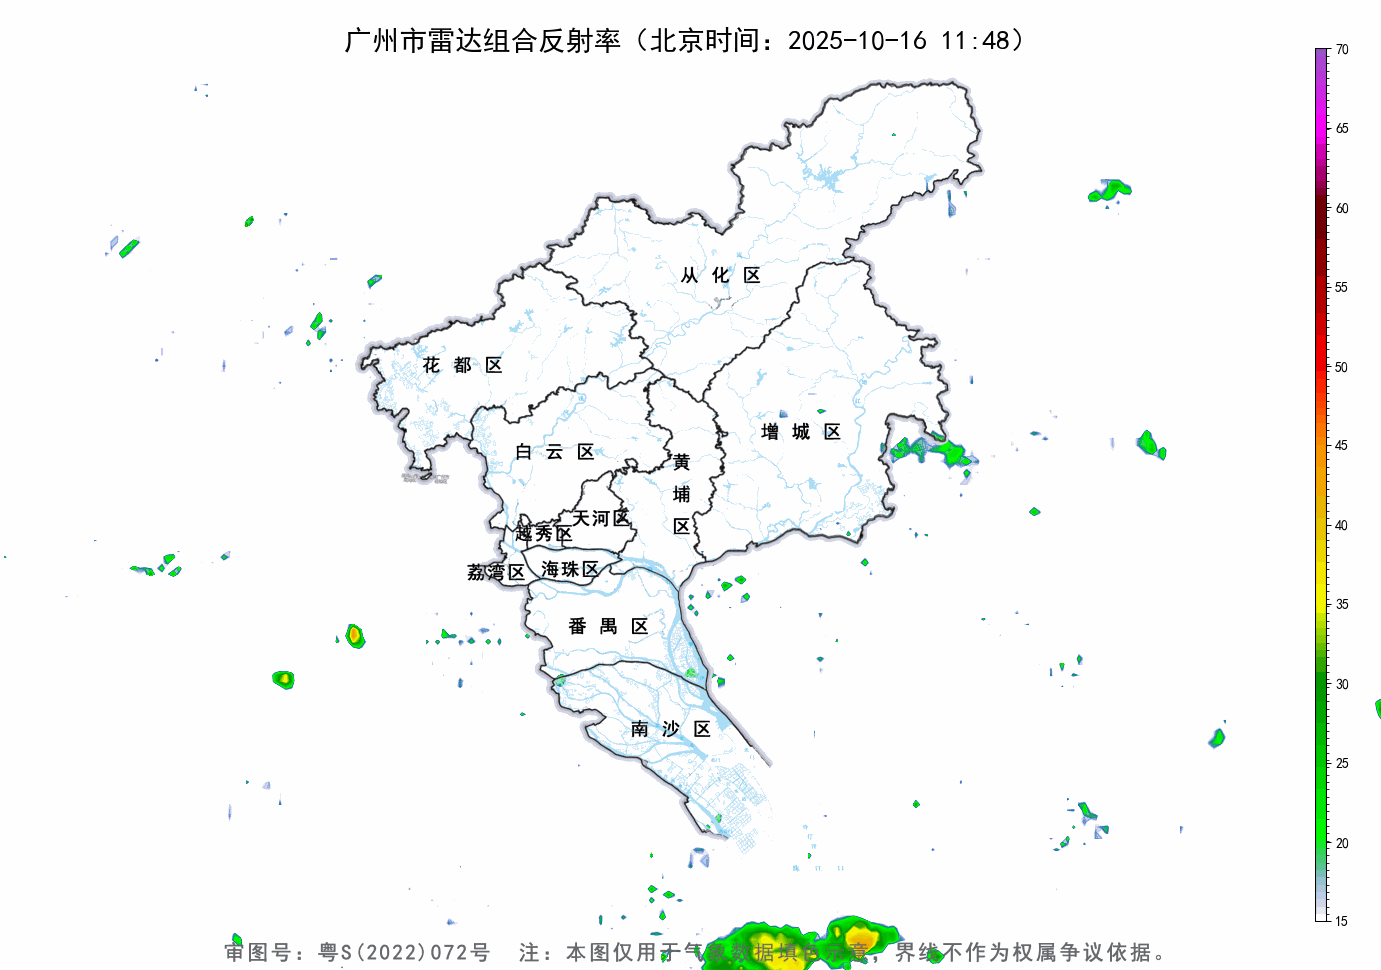 广州市雷达组合反射率（北京时间：2025-10-16 11:48）
70
65
60
55
50
45
40
35
30
25
20
15
从化区
花都区
增城区
白云区
黄埔区
天河区
越秀区
荔湾区
海珠区
番禺区
南沙区
审图号：粤S(2022)072号 注：本图仅用于气象数据填色示意，界线不作为权属争议依据。